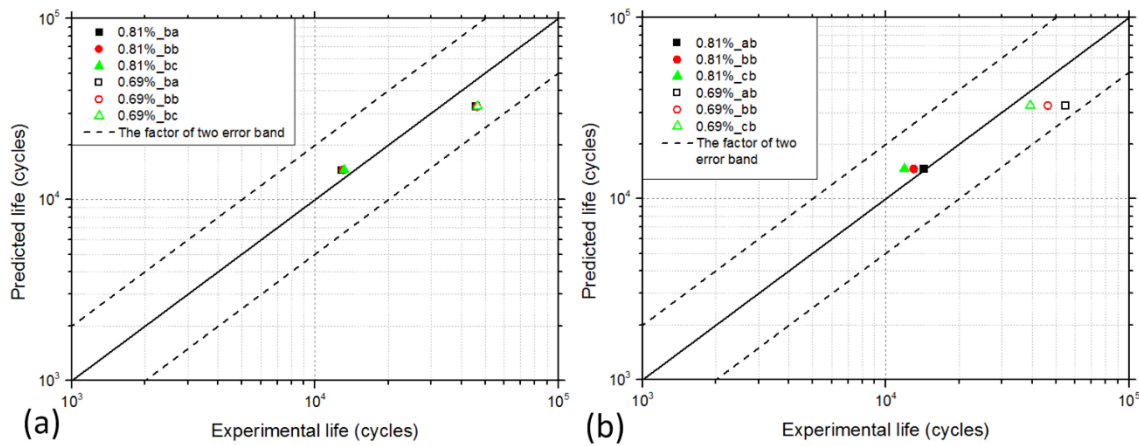 10^5
0.81%_ba
0.81%_bb
0.81%_bc
0.69%_ba
0.69%_bb
0.69%_bc
The factor of two error band
10^4
10^3
Predicted life (cycles)
10^3
10^4
10^5
Experimental life (cycles)
(a)
10^5
0.81%_ab
0.81%_bb
0.81%_cb
0.69%_ab
0.69%_bb
0.69%_cb
The factor of two
error band
10^4
10^3
Predicted life (cycles)
10^3
10^4
10^5
Experimental life (cycles)
(b)